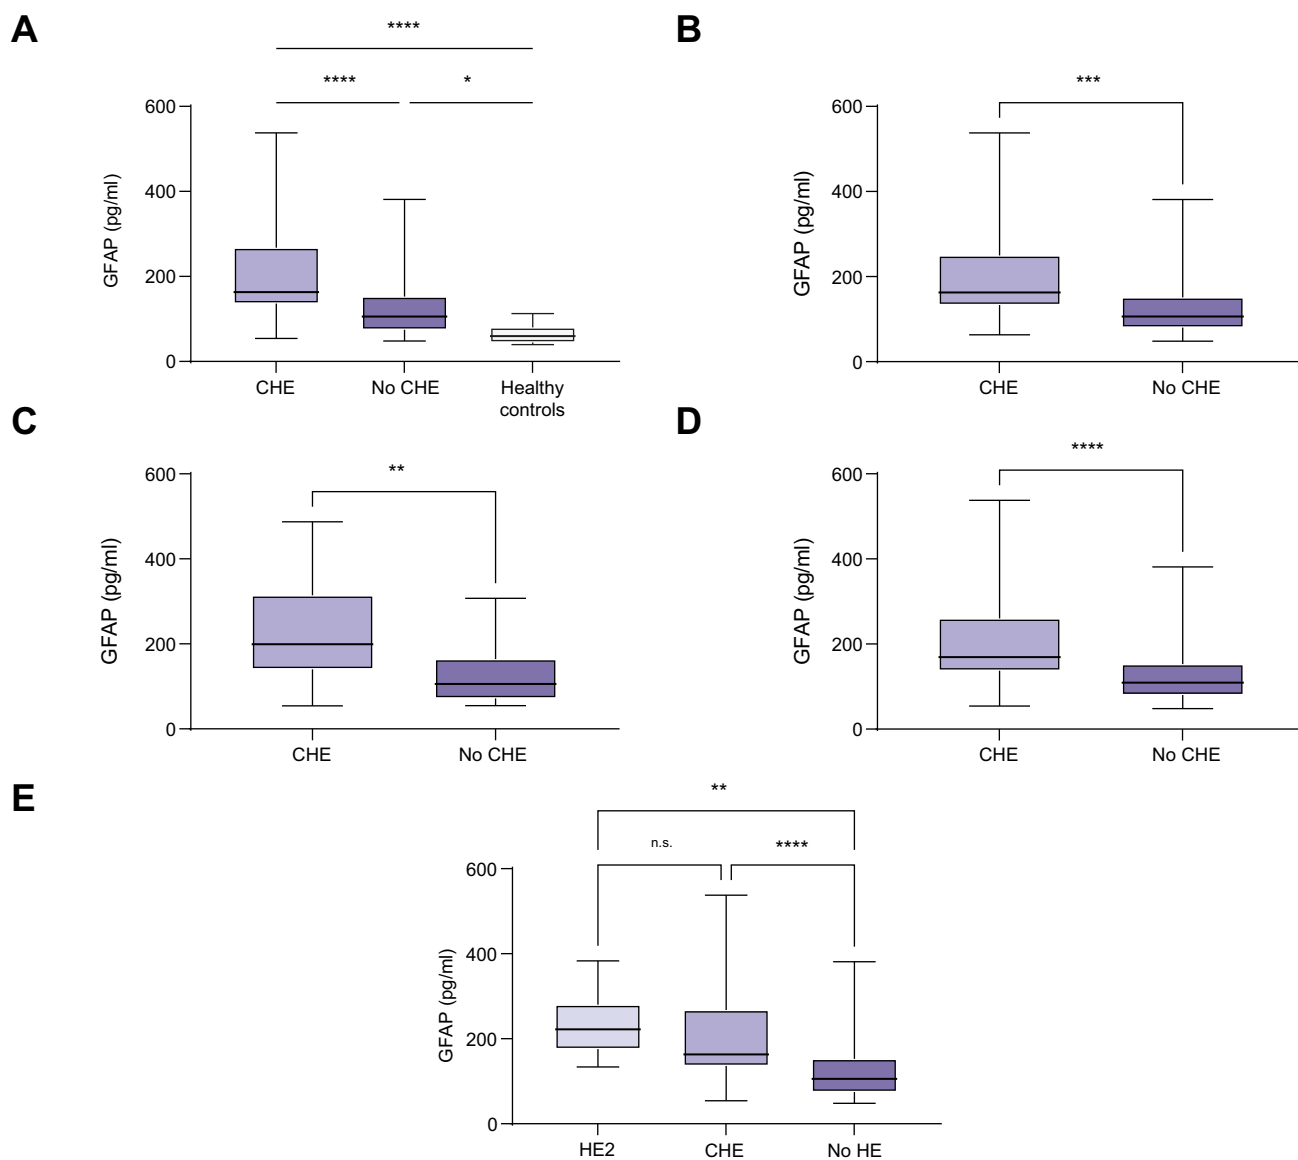 A
****
**** *
600
400
200
0
GFAP (pg/ml)
CHE No CHE Healthy controls
B
***
600
400
200
0
GFAP (pg/ml)
CHE No CHE
C
**
600
400
200
0
GFAP (pg/ml)
CHE No CHE
D
****
600
400
200
0
GFAP (pg/ml)
CHE No CHE
E
**
n.s. ****
600
400
200
0
GFAP (pg/ml)
HE2 CHE No HE